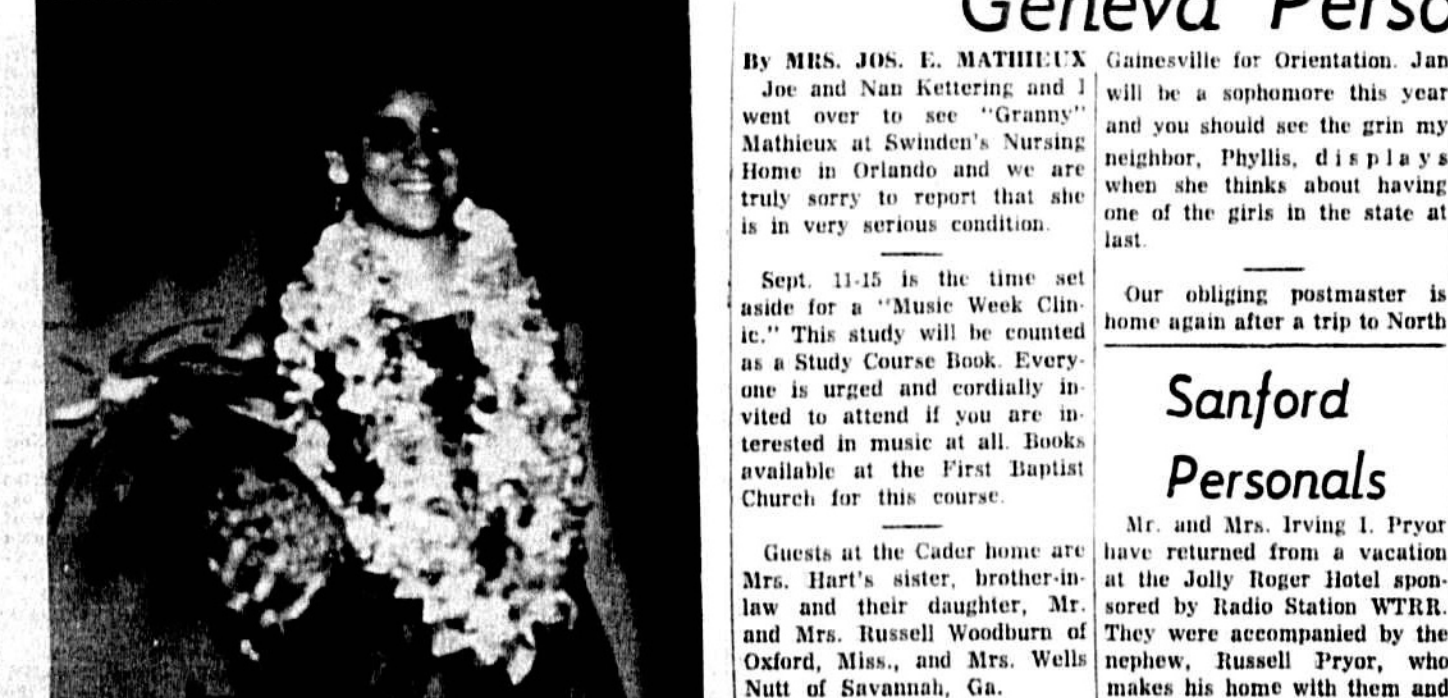 Geneva Perso
By MRS. JOS. E. MATHIEUX
Joe and Nan Kettering and I
went over to see "Granny"
Mathieux at Swinden's Nursing
Home in Orlando and we are
truly sorry to report that she
is in very serious condition.
Sept. 11-15 is the time set
aside for a "Music Week Clin-
ic." This study will be counted
as a Study Course Book. Every-
one is urged and cordially in-
vited to attend if you are in-
terested in music at all. Books
available at the First Baptist
Church for this course.
Guests at the Cader home are
Mrs. Hart's sister, brother-in-
law and their daughter, Mr.
and Mrs. Russell Woodburn of
Oxford, Miss., and Mrs. Wells
Nutt of Savannah, Ga.
Gainesville for Orientation. Jan
will be a sophomore this year
and you should see the grin my
neighbor, Phyllis, displays
when she thinks about having
one of the girls in the state at
last.
Our obliging postmaster is
home again after a trip to North
Sanford
Personals
Mr. and Mrs. Irving I. Pryor
have returned from a vacation
at the Jolly Roger Hotel spon-
sored by Radio Station WTRR.
They were accompanied by the
nephew, Russell Pryor, who
makes his home with them and